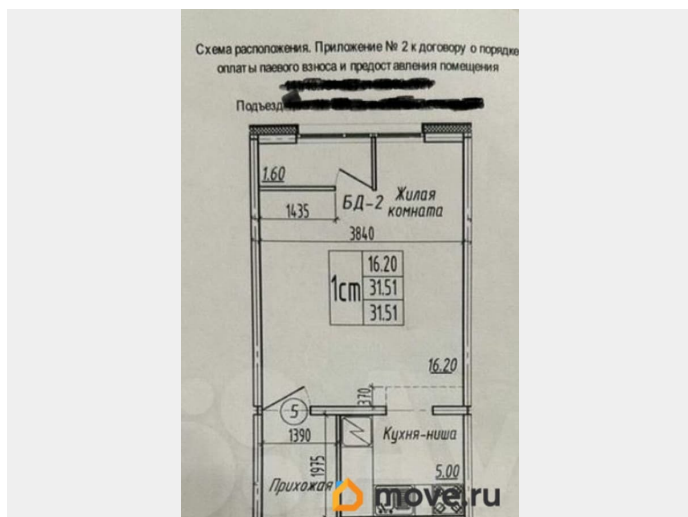 Схема расположения. Приложение № 2 к договору о порядке
оплаты паевого взноса и предоставления помещения
Подъезд
1.60
БД-2
Жилая
комната
1435
3840
1ст
16.20
31.51
31.51
16.20
370
5
1390
Кухня-ниша
1975
5.00
Прихожая
move.ru